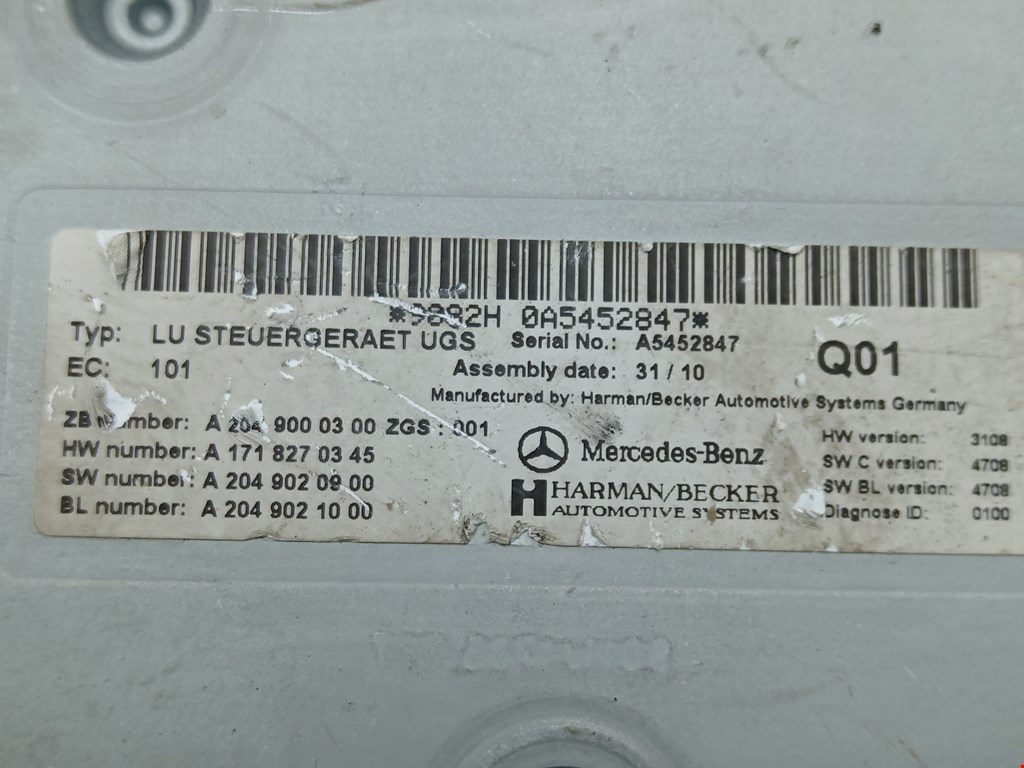 *9882H 0A5452847*
Typ: LU STEUERGERAET UGS Serial No.: A5452847
EC: 101 Assembly date: 31 / 10 Q01
Manufactured by: Harman/Becker Automotive Systems Germany
ZB number: A 204 900 03 00 ZGS : 001
HW number: A 171 827 03 45
SW number: A 204 902 09 00
BL number: A 204 902 10 00
Mercedes-Benz
HARMAN/BECKER
AUTOMOTIVE SYSTEMS
HW version: 3108
SW C version: 4708
SW BL version: 4708
Diagnose ID: 0100